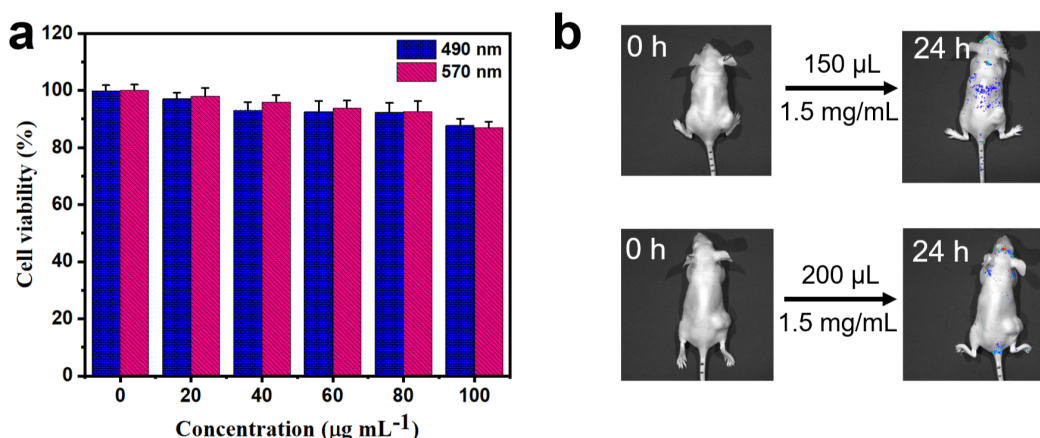 a
120
100
80
60
40
20
0
Cell viability (%)
490 nm
570 nm
0 20 40 60 80 100
Concentration (μg mL⁻¹)
b
0 h
150 μL
1.5 mg/mL
24 h
0 h
200 μL
1.5 mg/mL
24 h